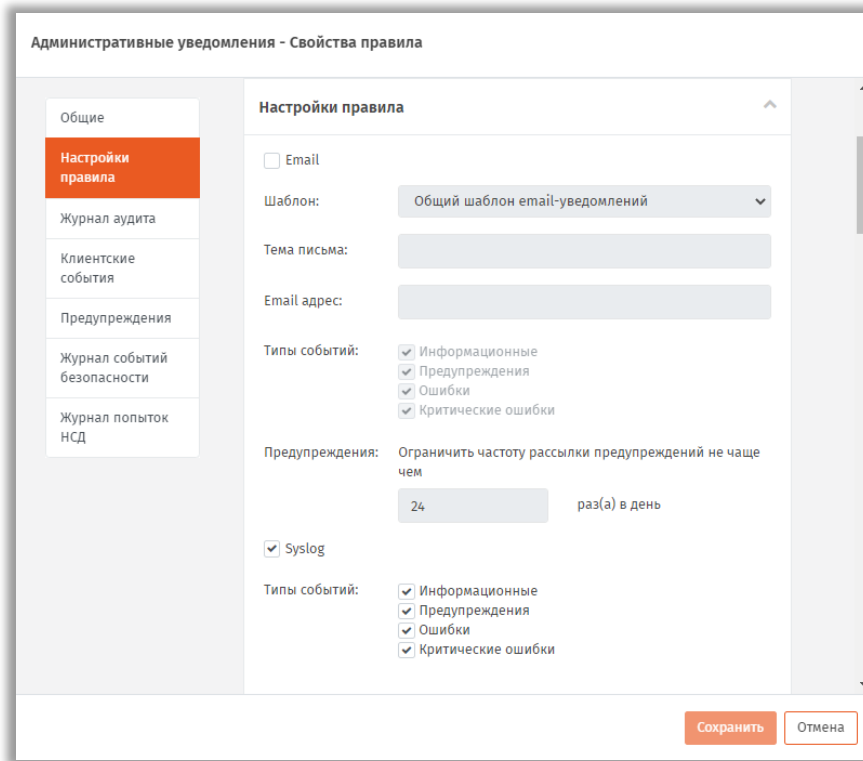 Административные уведомления - Свойства правила
Общие
Настройки
правила
Журнал аудита
Клиентские
события
Предупреждения
Журнал событий
безопасности
Журнал попыток
НСД
Настройки правила
Email
Шаблон:
Общий шаблон email-уведомлений
Тема письма:
Email адрес:
Типы событий:
Информационные
Предупреждения
Ошибки
Критические ошибки
Предупреждения:
Ограничить частоту рассылки предупреждений не чаще
чем
24
раз(а) в день
Syslog
Типы событий:
Информационные
Предупреждения
Ошибки
Критические ошибки
Сохранить
Отмена